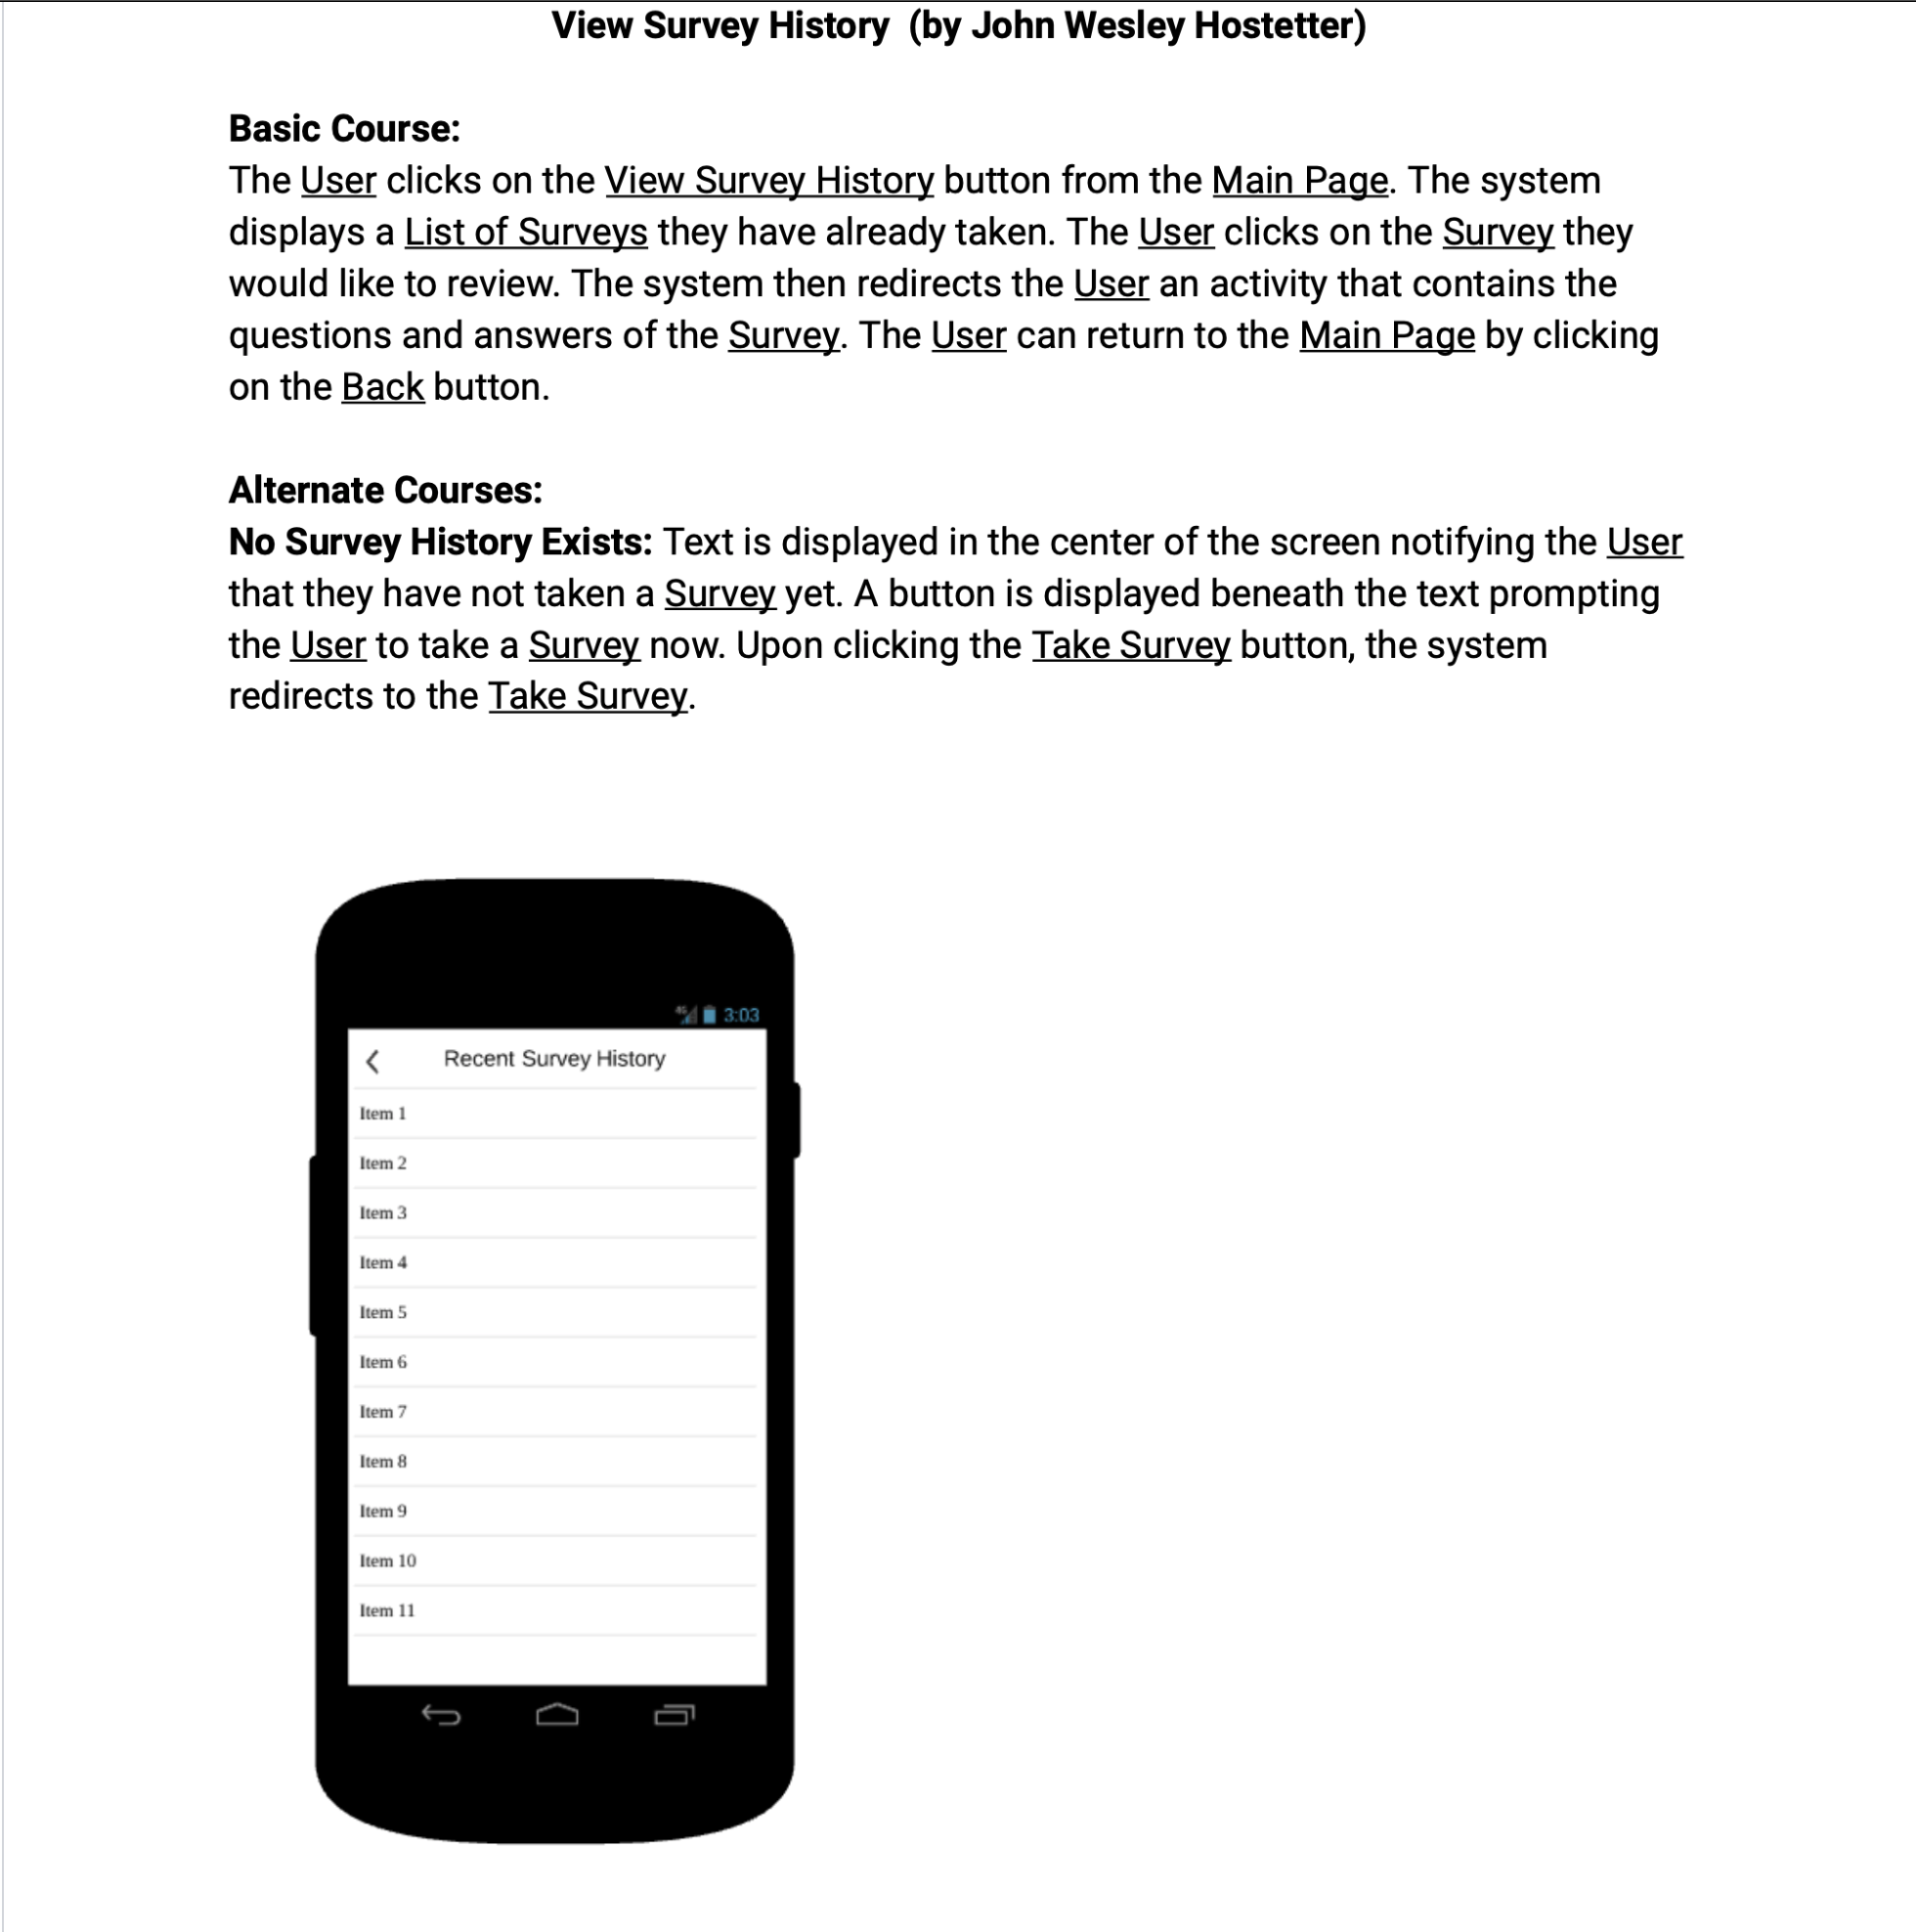 View Survey History  (by John Wesley Hostetter)
Basic Course:
The User clicks on the View Survey History button from the Main Page. The system
displays a List of Surveys they have already taken. The User clicks on the Survey they
would like to review. The system then redirects the User an activity that contains the
questions and answers of the Survey. The User can return to the Main Page by clicking
on the Back button.
Alternate Courses:
No Survey History Exists: Text is displayed in the center of the screen notifying the User
that they have not taken a Survey yet. A button is displayed beneath the text prompting
the User to take a Survey now. Upon clicking the Take Survey button, the system
redirects to the Take Survey.
4G 3:03
Recent Survey History
Item 1
Item 2
Item 3
Item 4
Item 5
Item 6
Item 7
Item 8
Item 9
Item 10
Item 11